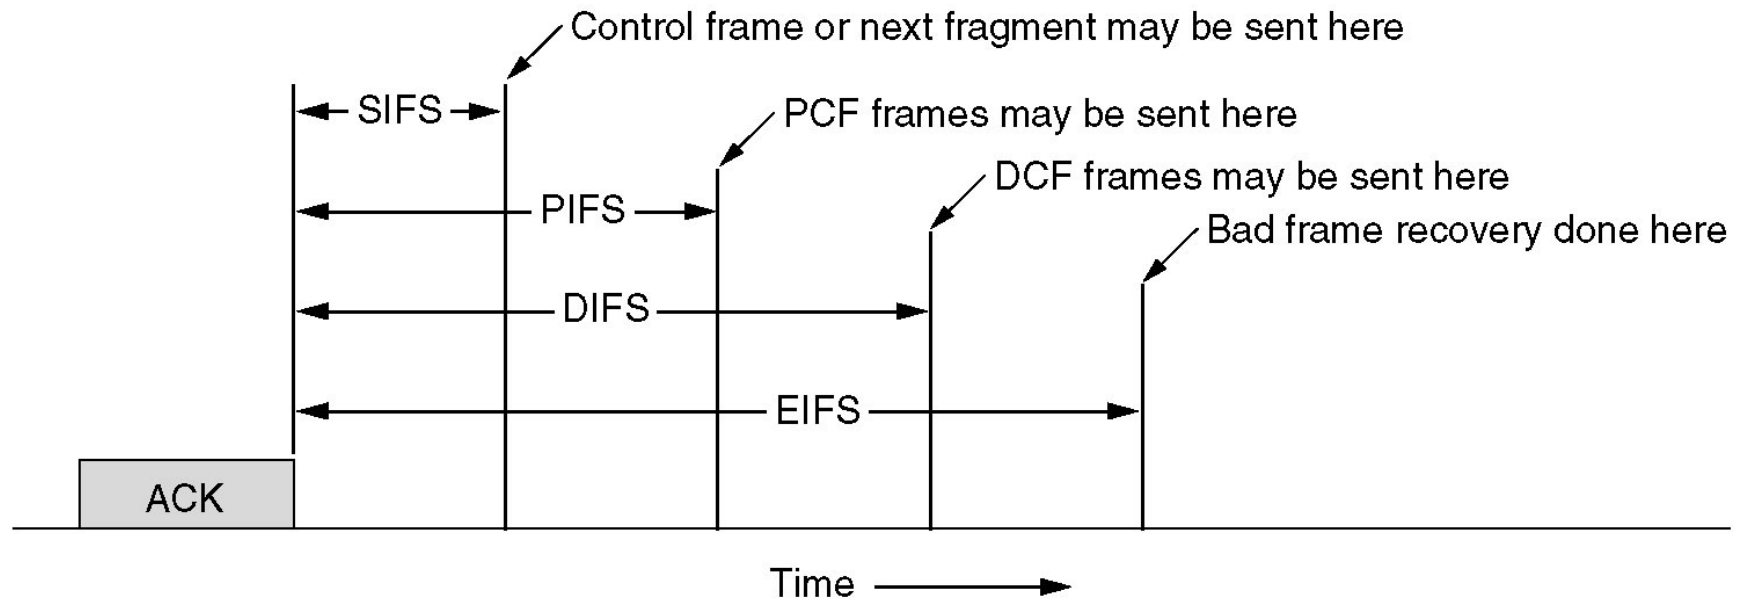 Control frame or next fragment may be sent here
SIFS
PCF frames may be sent here
DCF frames may be sent here
PIFS
Bad frame recovery done here
DIFS
EIFS
ACK
Time